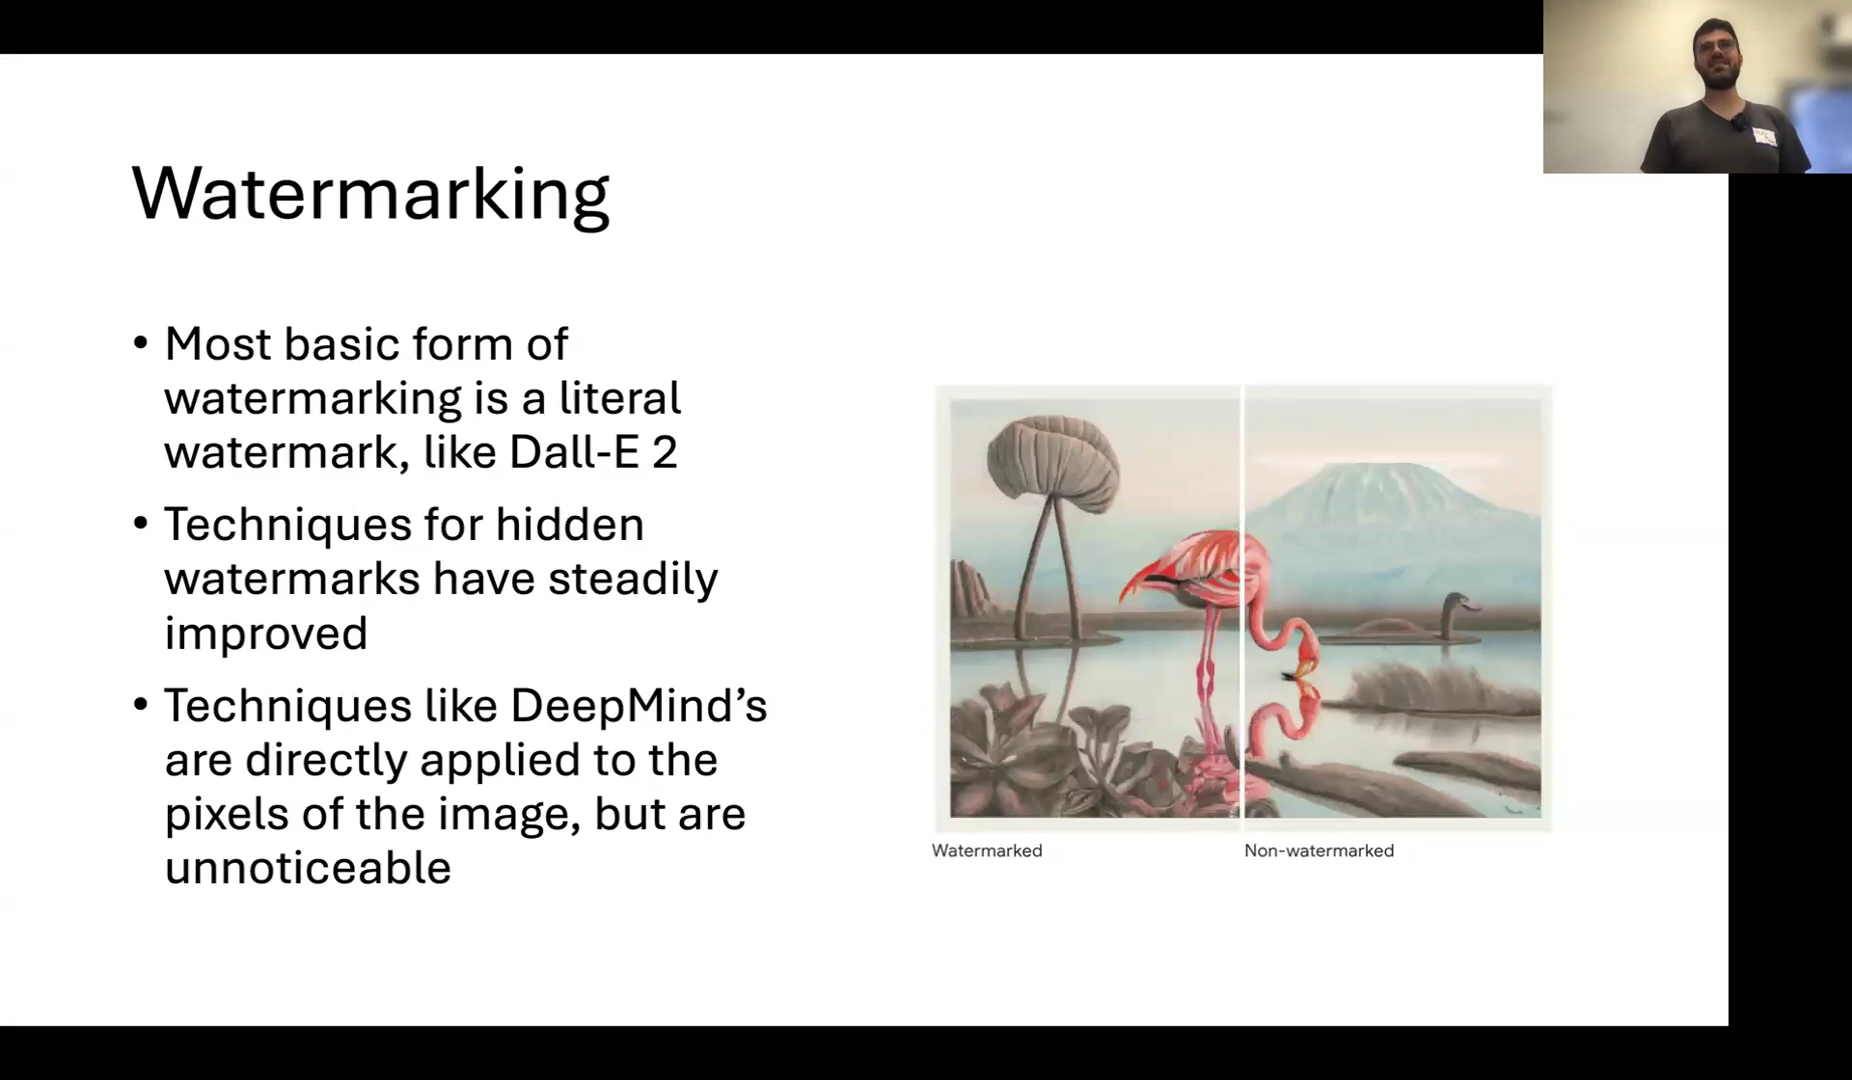 Watermarking
• Most basic form of
watermarking is a literal
watermark, like Dall-E 2
• Techniques for hidden
watermarks have steadily
improved
• Techniques like DeepMind’s
are directly applied to the
pixels of the image, but are
unnoticeable
Watermarked
Non-watermarked